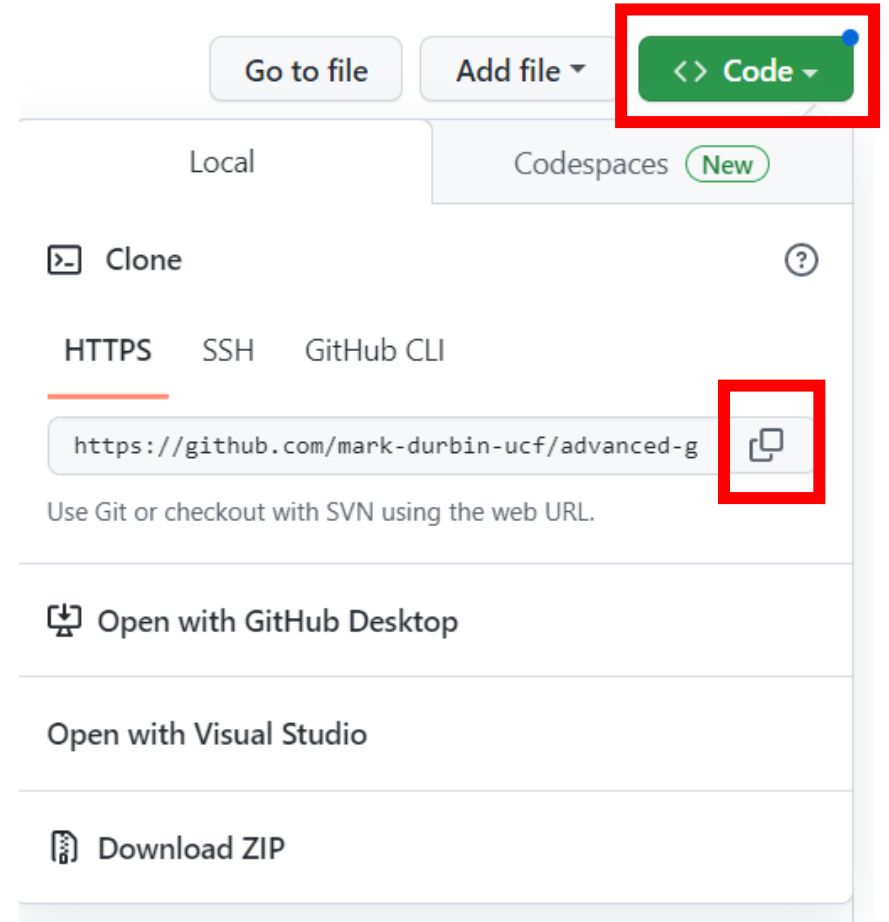 Go to file Add file <> Code
Local Codespaces New
Clone
HTTPS SSH GitHub CLI
https://github.com/mark-durbin-ucf/advanced-g
Use Git or checkout with SVN using the web URL.
Open with GitHub Desktop
Open with Visual Studio
Download ZIP